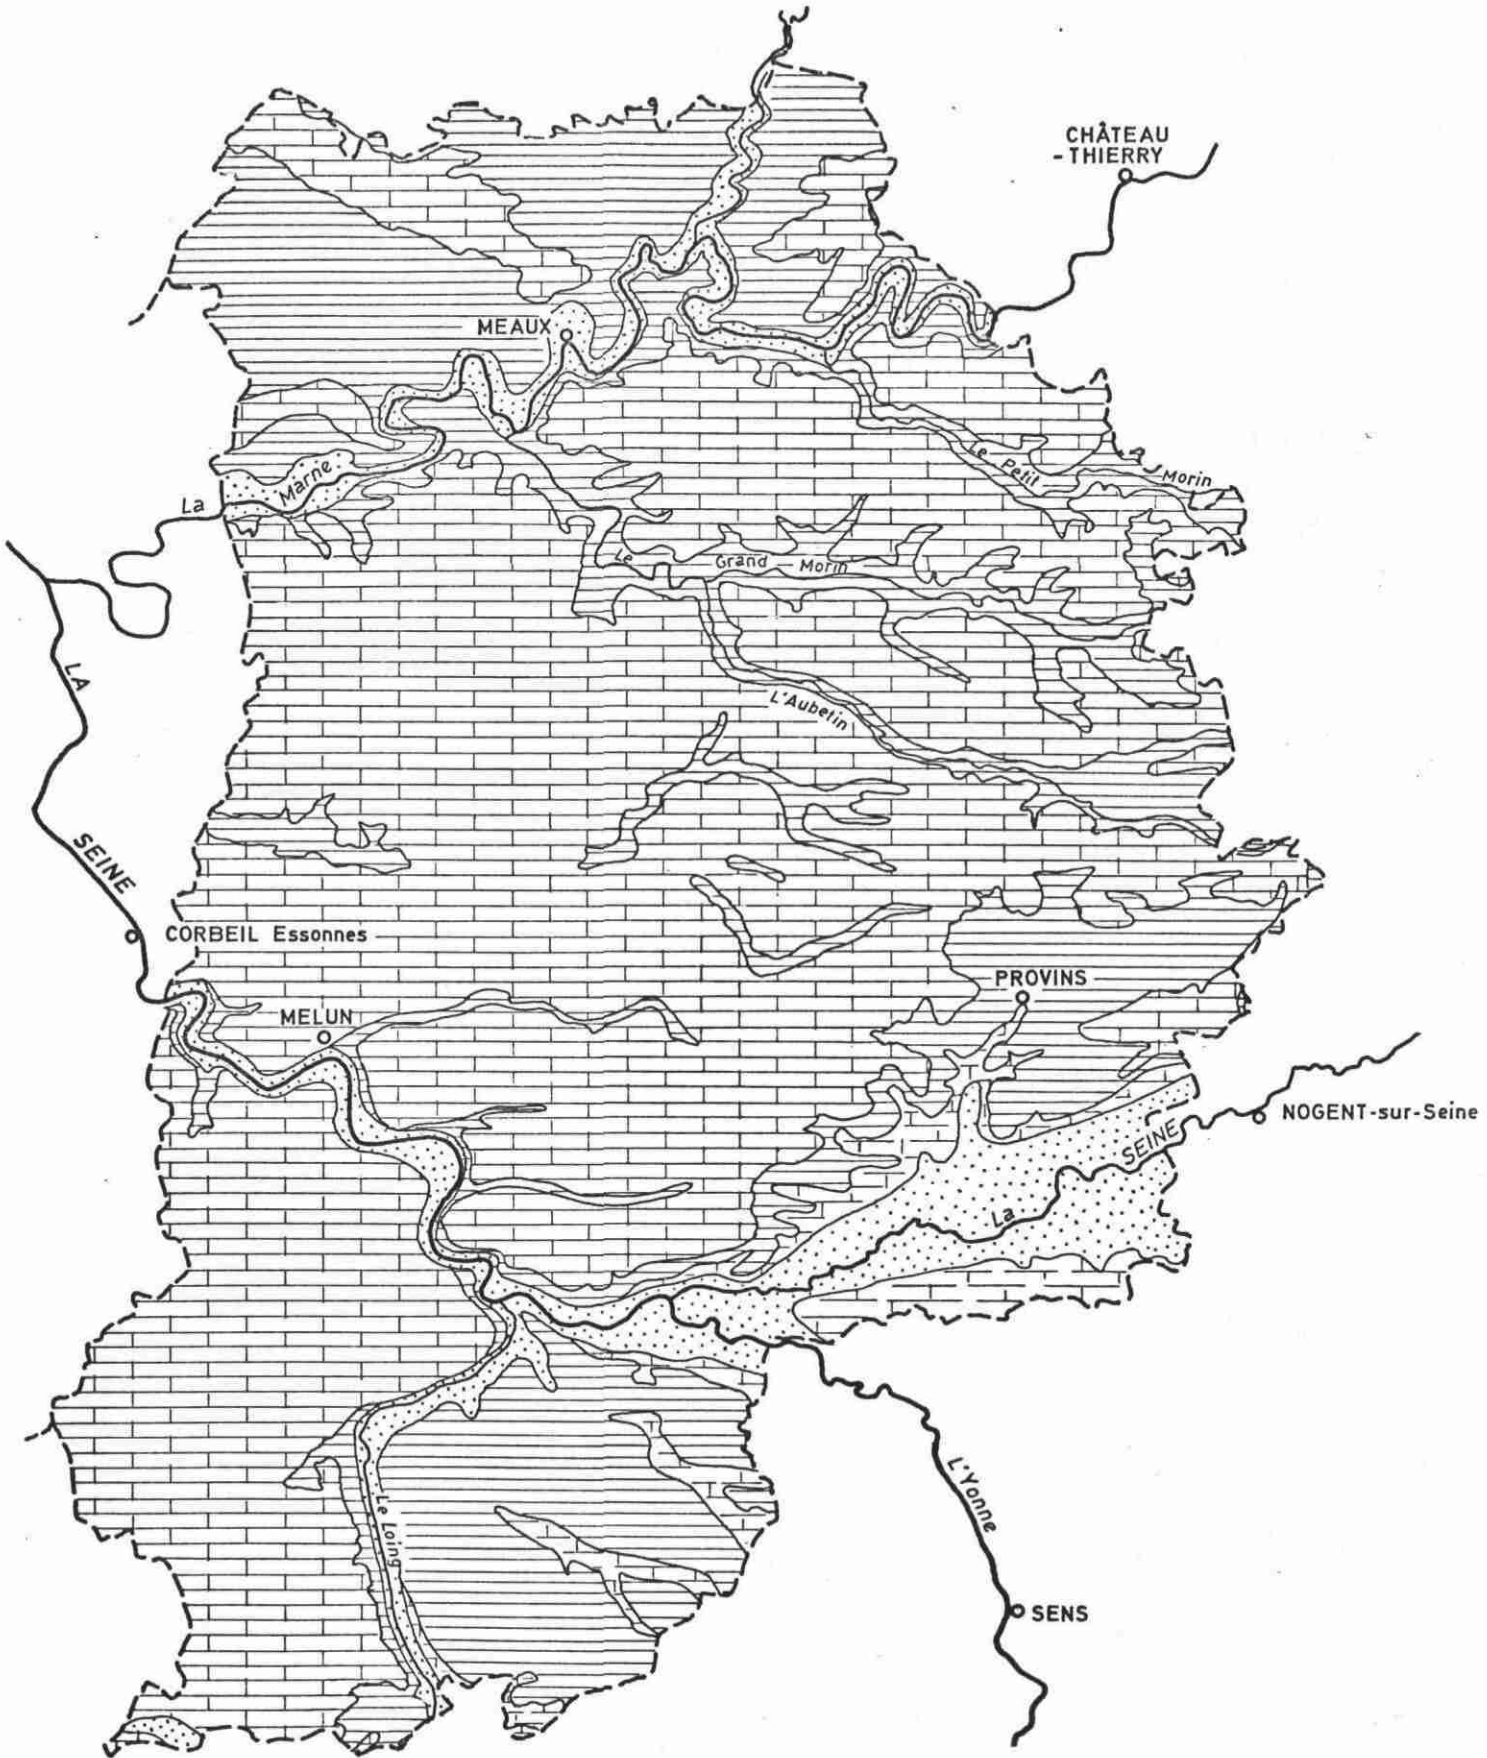 CHÂTEAU
-THIERRY
MEAUX
Le Petit Morin
La Marne
Le Grand Morin
LA SEINE
L'Aubetin
CORBEIL Essonnes
PROVINS
MELUN
NOGENT-sur-Seine
La SEINE
L'Yonne
Le Loing
SENS